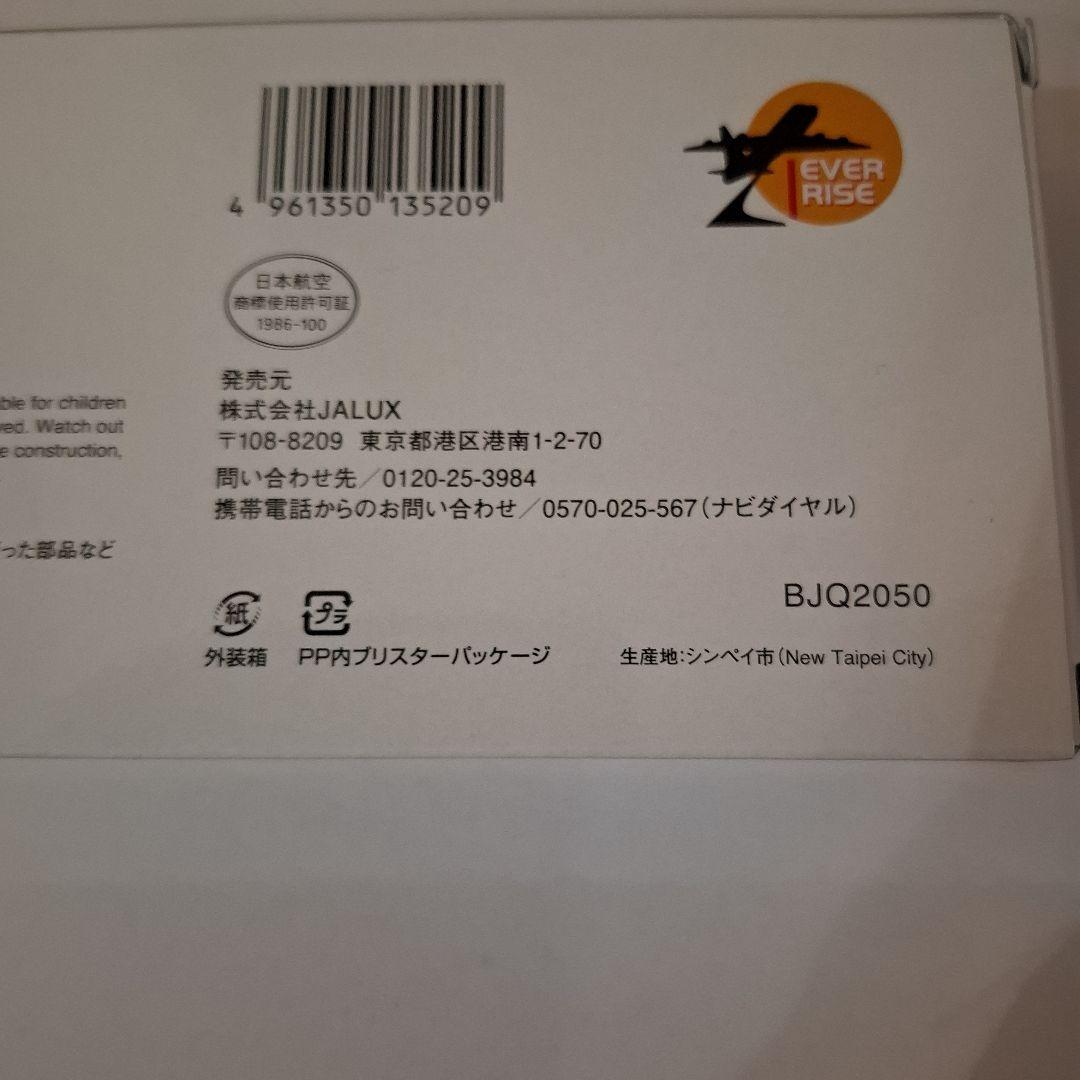 4 961350 135209
EVER
RISE
日本航空
商標使用許可証
1986-100
発売元
株式会社JALUX
〒108-8209 東京都港区港南1-2-70
問い合わせ先／0120-25-3984
携帯電話からのお問い合わせ／0570-025-567(ナビダイヤル)
for children
Watch out
construction,
った部品など
BJQ2050
紙
プラ
外装箱
PP内ブリスターパッケージ
生産地:シンペイ市(New Taipei City)